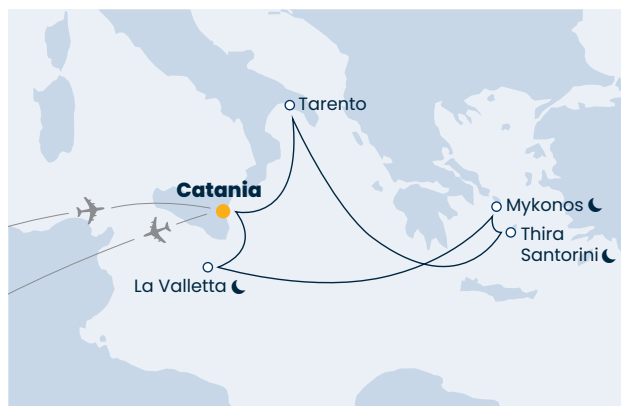 Tarento
Catania
Mykonos
Thira
Santorini
La Valletta